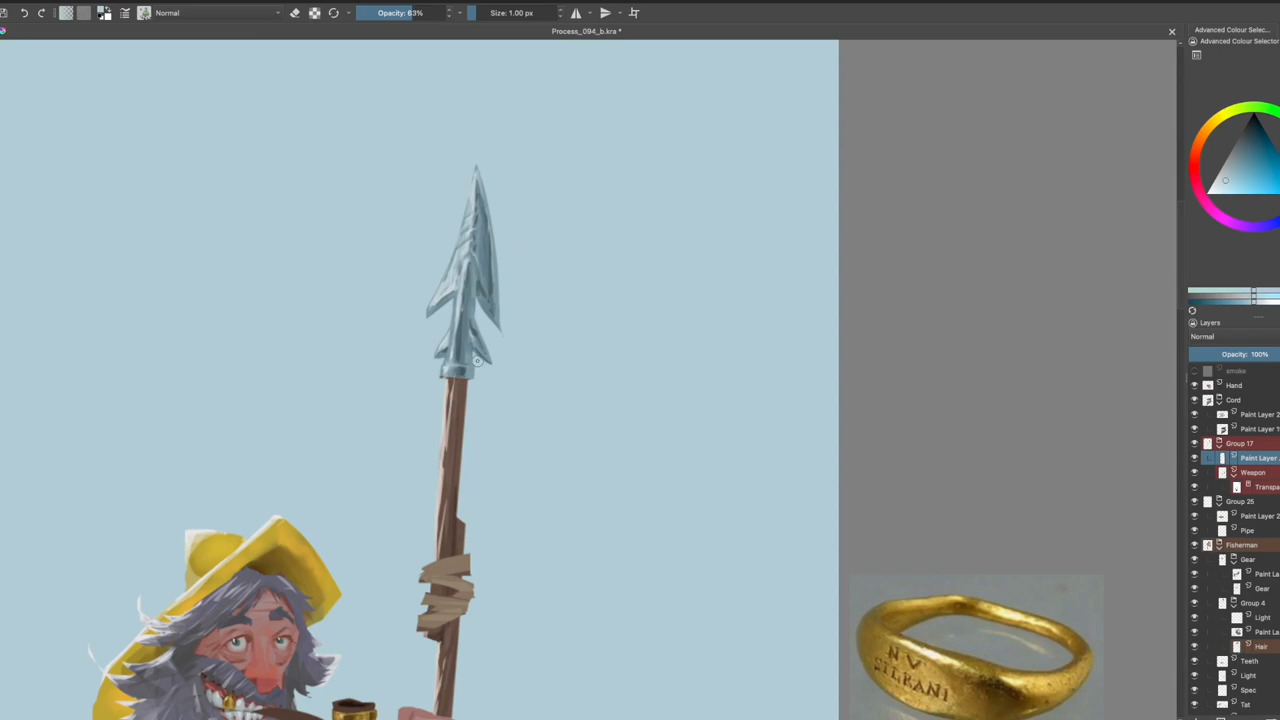 Normal
Opacity: 63%
Size: 1.00 px
Process_094_b.kra *
Advanced Colour Selec...
Advanced Colour Selector
Layers
Normal
Opacity: 100%
smoke
Hand
Cord
Paint Layer 2
Paint Layer 1
Group 17
Paint Layer
Weapon
Transpa
Group 25
Paint Layer 2
Pipe
Fisherman
Gear
Paint La
Gear
Group 4
Light
Paint La
Hair
Teeth
Light
Spec
Tat